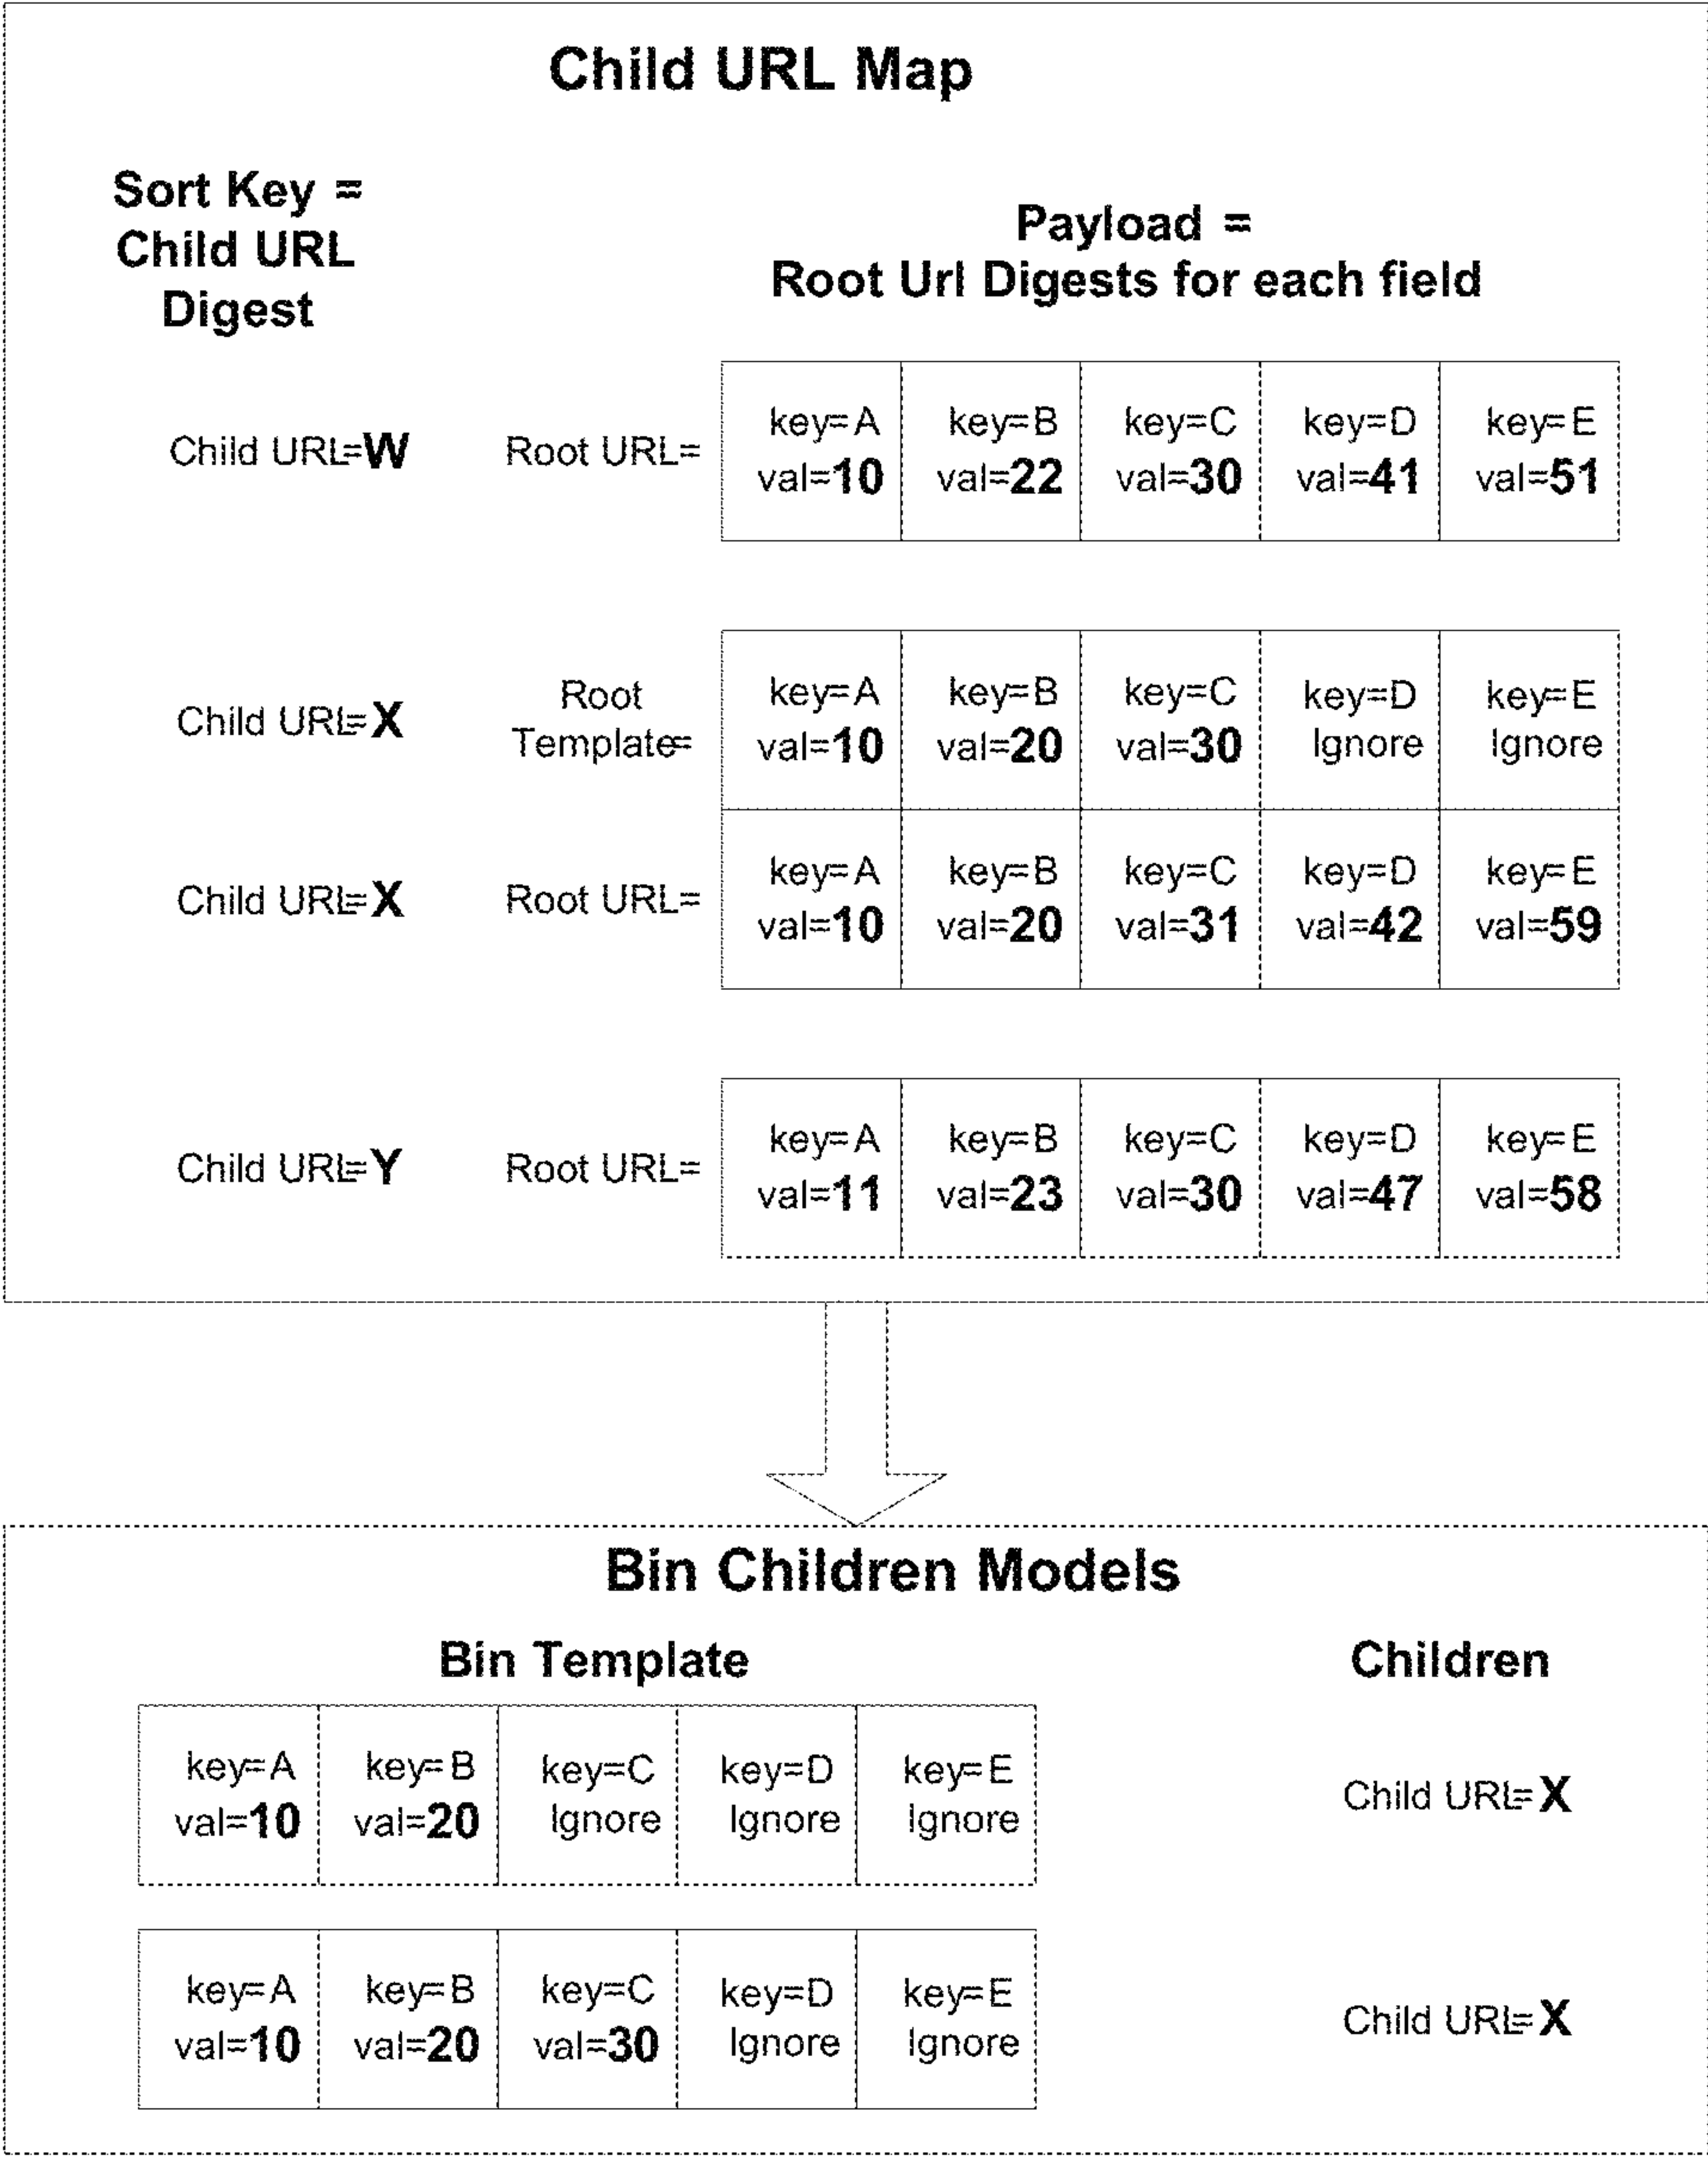 Child URL Map
Sort Key =
Child URL
Digest
Payload =
Root Url Digests for each field
Child URL=W
Root URL=
key=A
val=10
key=B
val=22
key=C
val=30
key=D
val=41
key=E
val=51
Child URL=X
Root
Template=
key=A
val=10
key=B
val=20
key=C
val=30
key=D
Ignore
key=E
Ignore
Child URL=X
Root URL=
key=A
val=10
key=B
val=20
key=C
val=31
key=D
val=42
key=E
val=59
Child URL=Y
Root URL=
key=A
val=11
key=B
val=23
key=C
val=30
key=D
val=47
key=E
val=58
Bin Children Models
Bin Template
Children
key=A
val=10
key=B
val=20
key=C
Ignore
key=D
Ignore
key=E
Ignore
Child URL=X
key=A
val=10
key=B
val=20
key=C
val=30
key=D
Ignore
key=E
Ignore
Child URL=X